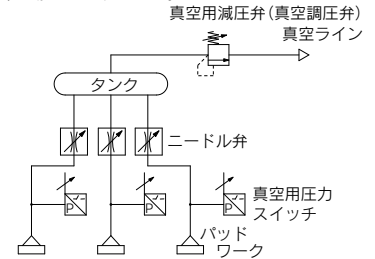 真空用減圧弁(真空調圧弁)
真空ライン
タンク
ニードル弁
真空用圧力
スイッチ
P
P
P
パッド
ワーク